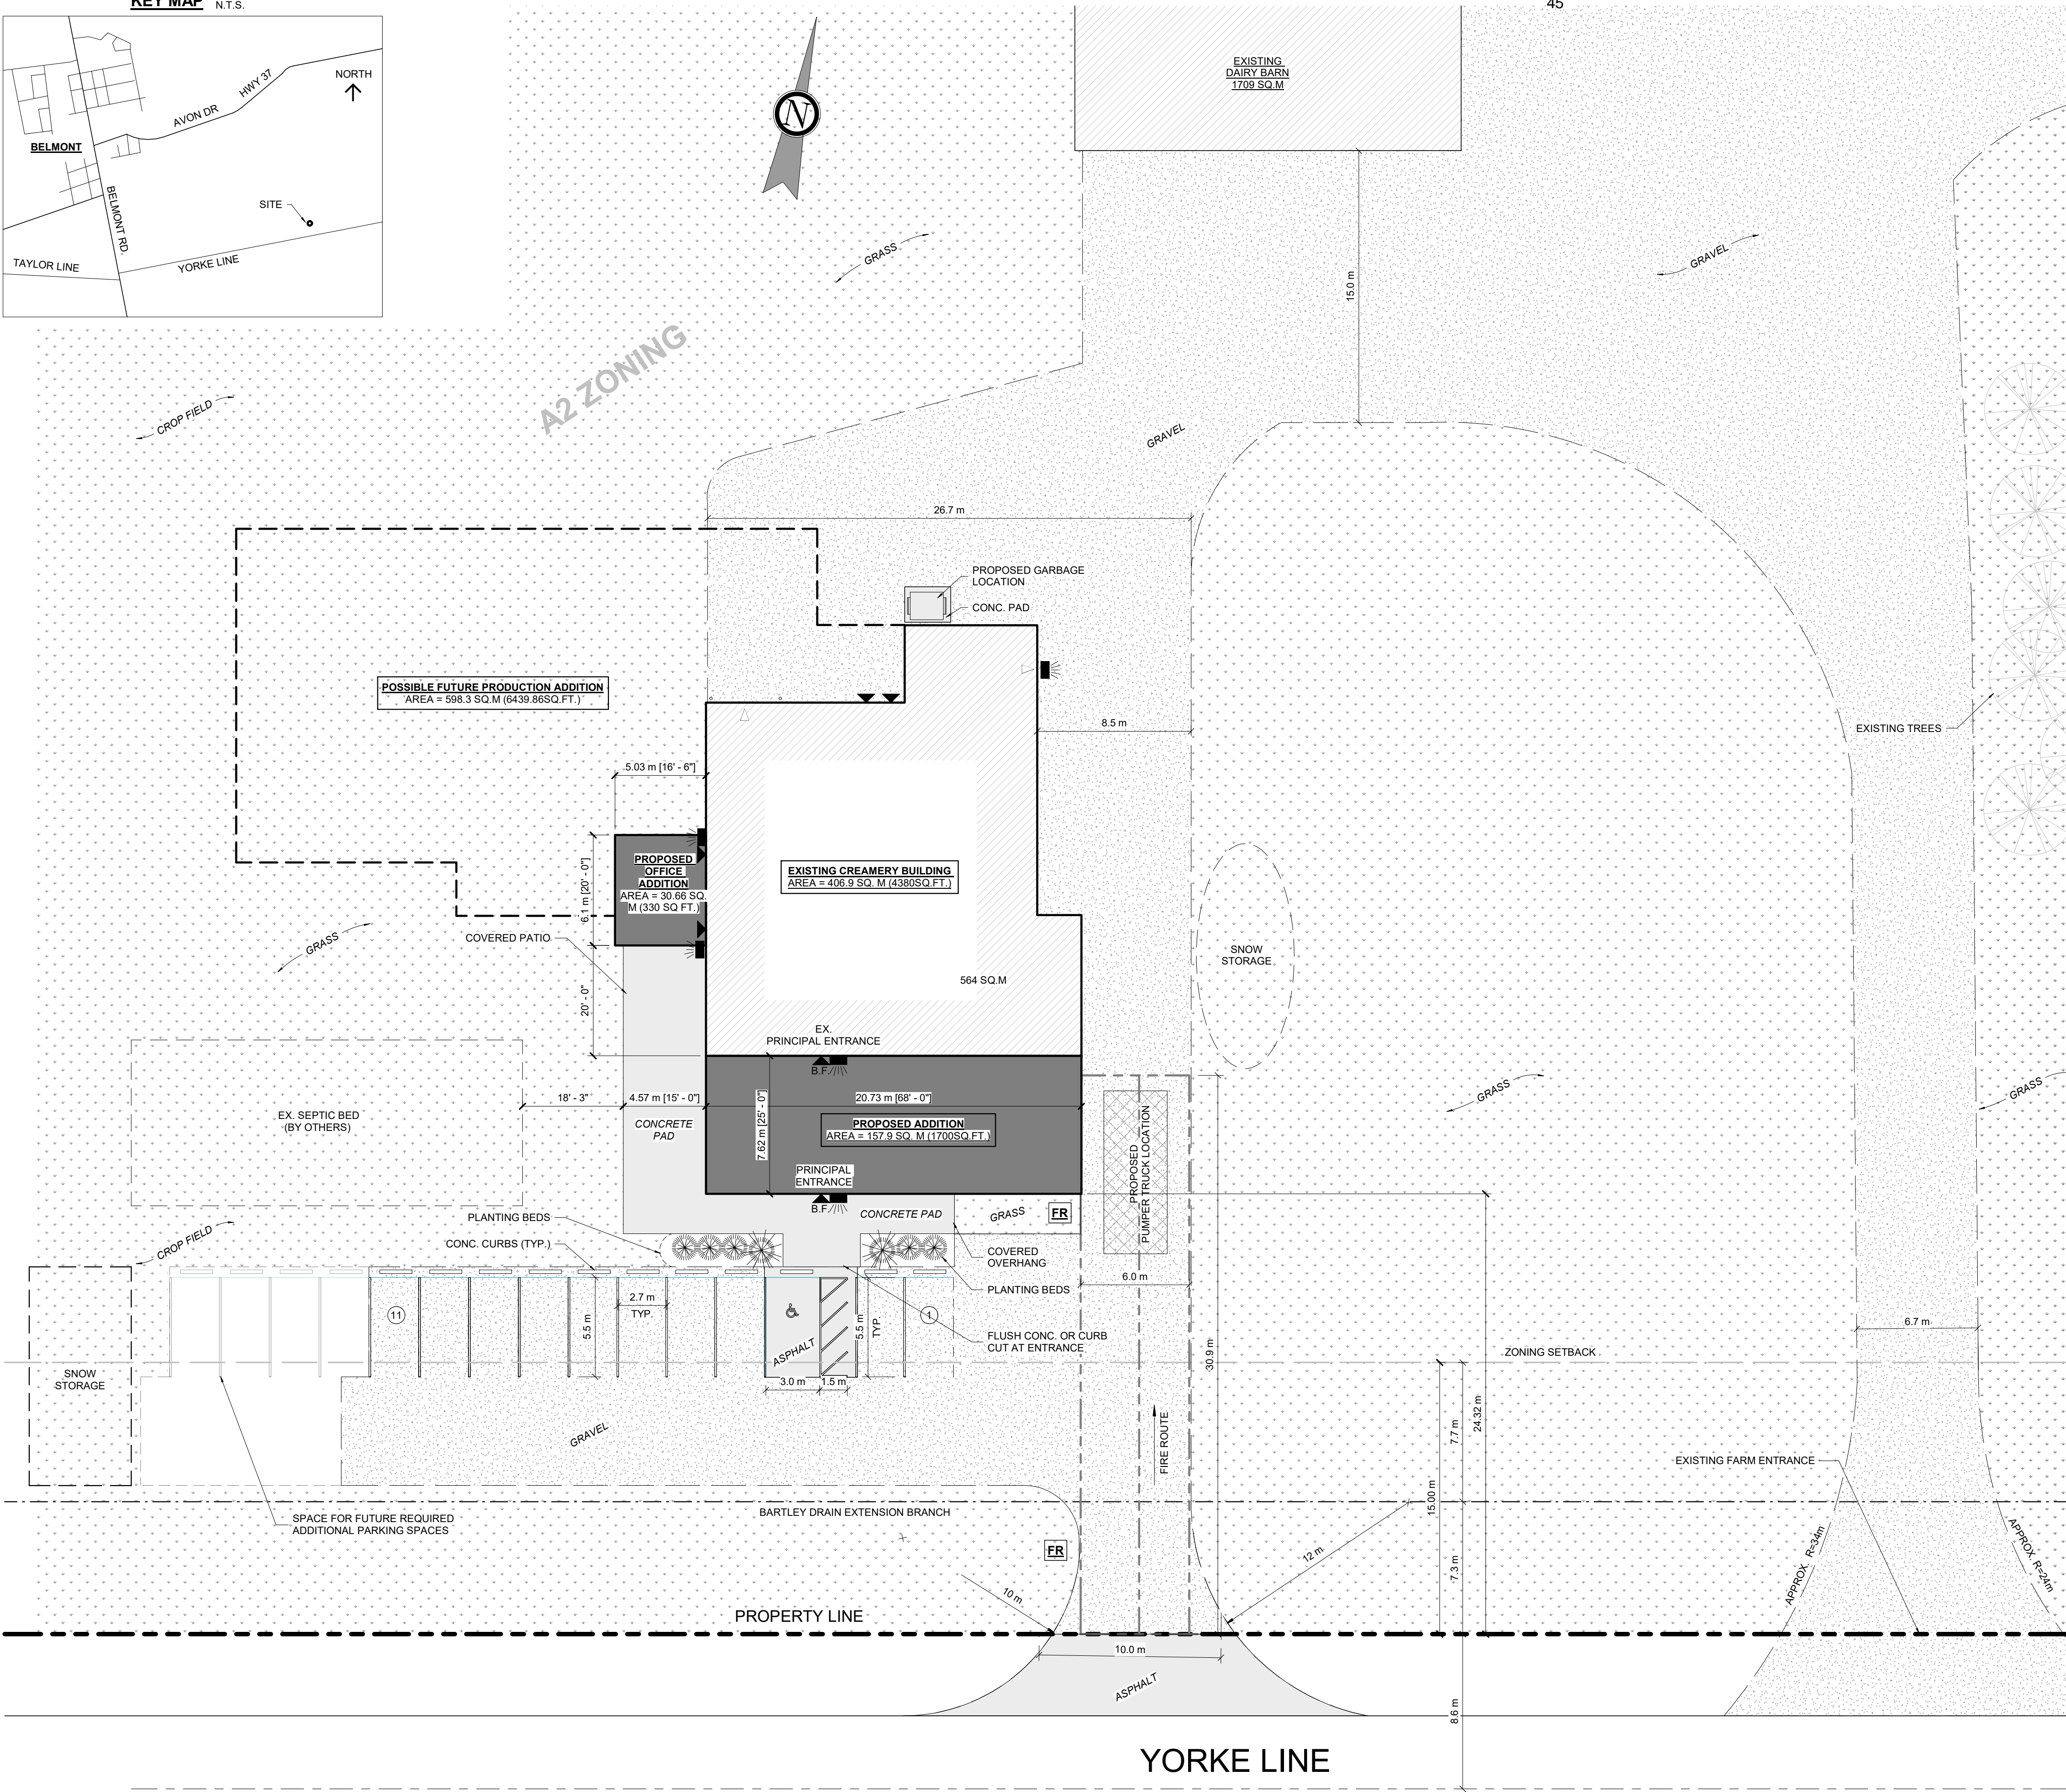 KEY MAP N.T.S.
45
NORTH
HWY 37
AVON DR
BELMONT
BELMONT RD.
SITE
TAYLOR LINE
YORKE LINE
N
EXISTING
DAIRY BARN
1709 SQ.M
GRASS
GRAVEL
15.0 m
A2 ZONING
CROP FIELD
GRAVEL
26.7 m
PROPOSED GARBAGE
LOCATION
CONC. PAD
POSSIBLE FUTURE PRODUCTION ADDITION
AREA = 598.3 SQ.M (6439.86SQ.FT.)
8.5 m
EXISTING TREES
5.03 m [16' - 6"]
6.1 m [20' - 0"]
PROPOSED
OFFICE
ADDITION
AREA = 30.66 SQ.
M (330 SQ FT.)
EXISTING CREAMERY BUILDING
AREA = 406.9 SQ. M (4380SQ.FT.)
GRASS
COVERED PATIO
SNOW
STORAGE
564 SQ.M
20' - 0"
EX.
PRINCIPAL ENTRANCE
B.F.
EX. SEPTIC BED
(BY OTHERS)
18' - 3"
4.57 m [15' - 0"]
20.73 m [68' - 0"]
CONCRETE
PAD
7.62 m [25' - 0"]
PROPOSED ADDITION
AREA = 157.9 SQ. M (1700SQ.FT.)
PROPOSED
PUMPER TRUCK LOCATION
GRASS
GRASS
PRINCIPAL
ENTRANCE
B.F.
CONCRETE PAD
GRASS
FR
PLANTING BEDS
CROP FIELD
CONC. CURBS (TYP.)
COVERED
OVERHANG
PLANTING BEDS
6.0 m
11
2.7 m
TYP.
5.5 m
5.5 m
TYP.
1
ASPHALT
FLUSH CONC. OR CURB
CUT AT ENTRANCE
30.9 m
6.7 m
ZONING SETBACK
SNOW
STORAGE
3.0 m
1.5 m
GRAVEL
FIRE ROUTE
7.7 m
24.32 m
15.00 m
EXISTING FARM ENTRANCE
SPACE FOR FUTURE REQUIRED
ADDITIONAL PARKING SPACES
BARTLEY DRAIN EXTENSION BRANCH
FR
12 m
7.3 m
APPROX. R=34m
APPROX. R=24m
10 m
PROPERTY LINE
10.0 m
ASPHALT
8.6 m
YORKE LINE